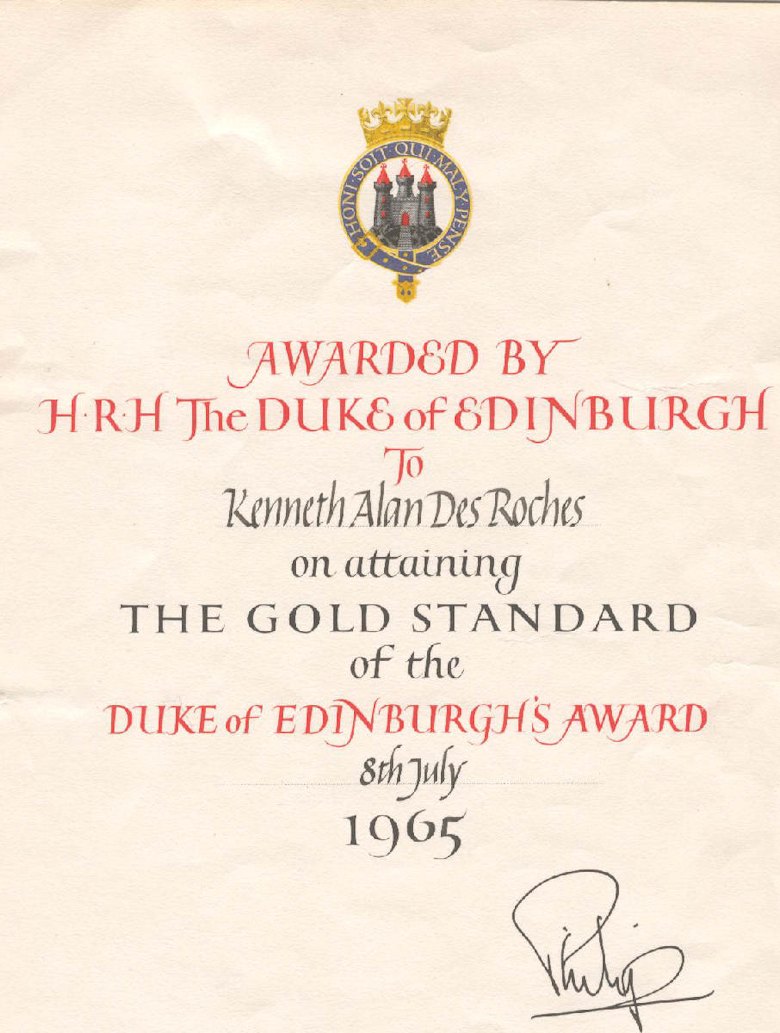 HONI·SOIT·QUI·MAL·Y·PENSE
AWARDED BY
H·R·H The DUKE of EDINBURGH
To
Kenneth Alan Des Roches
on attaining
THE GOLD STANDARD
of the
DUKE of EDINBURGH'S AWARD
8th July
1965
Philip